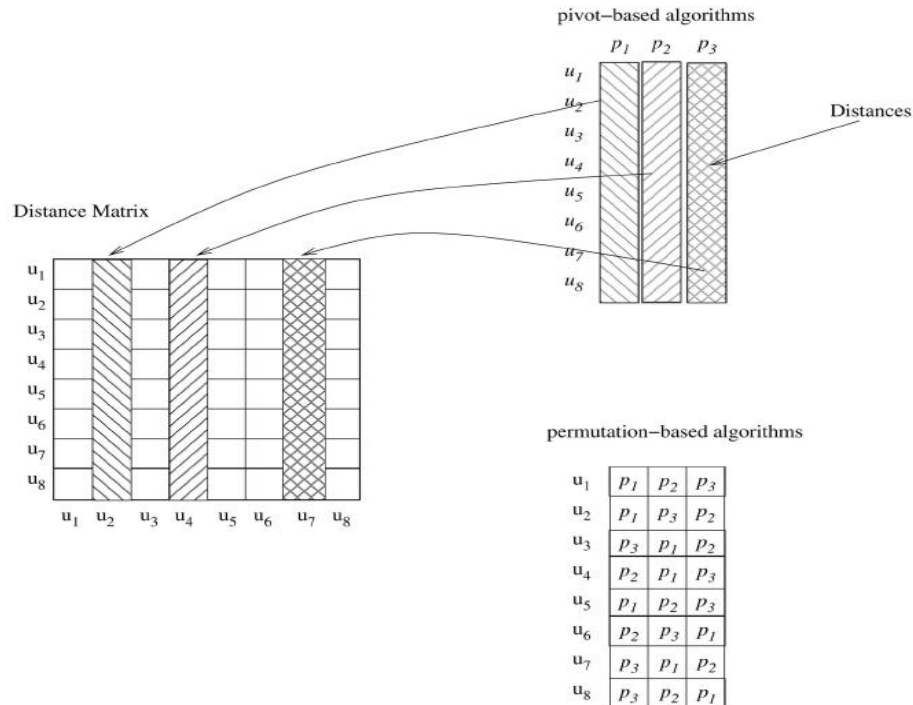 pivot−based algorithms
p1 p2 p3
u1
u2
u3
u4
u5
u6
u7
u8
Distances
Distance Matrix
u1
u2
u3
u4
u5
u6
u7
u8
u1 u2 u3 u4 u5 u6 u7 u8
permutation−based algorithms
u1 p1 p2 p3
u2 p1 p3 p2
u3 p3 p1 p2
u4 p2 p1 p3
u5 p1 p2 p3
u6 p2 p3 p1
u7 p3 p1 p2
u8 p3 p2 p1